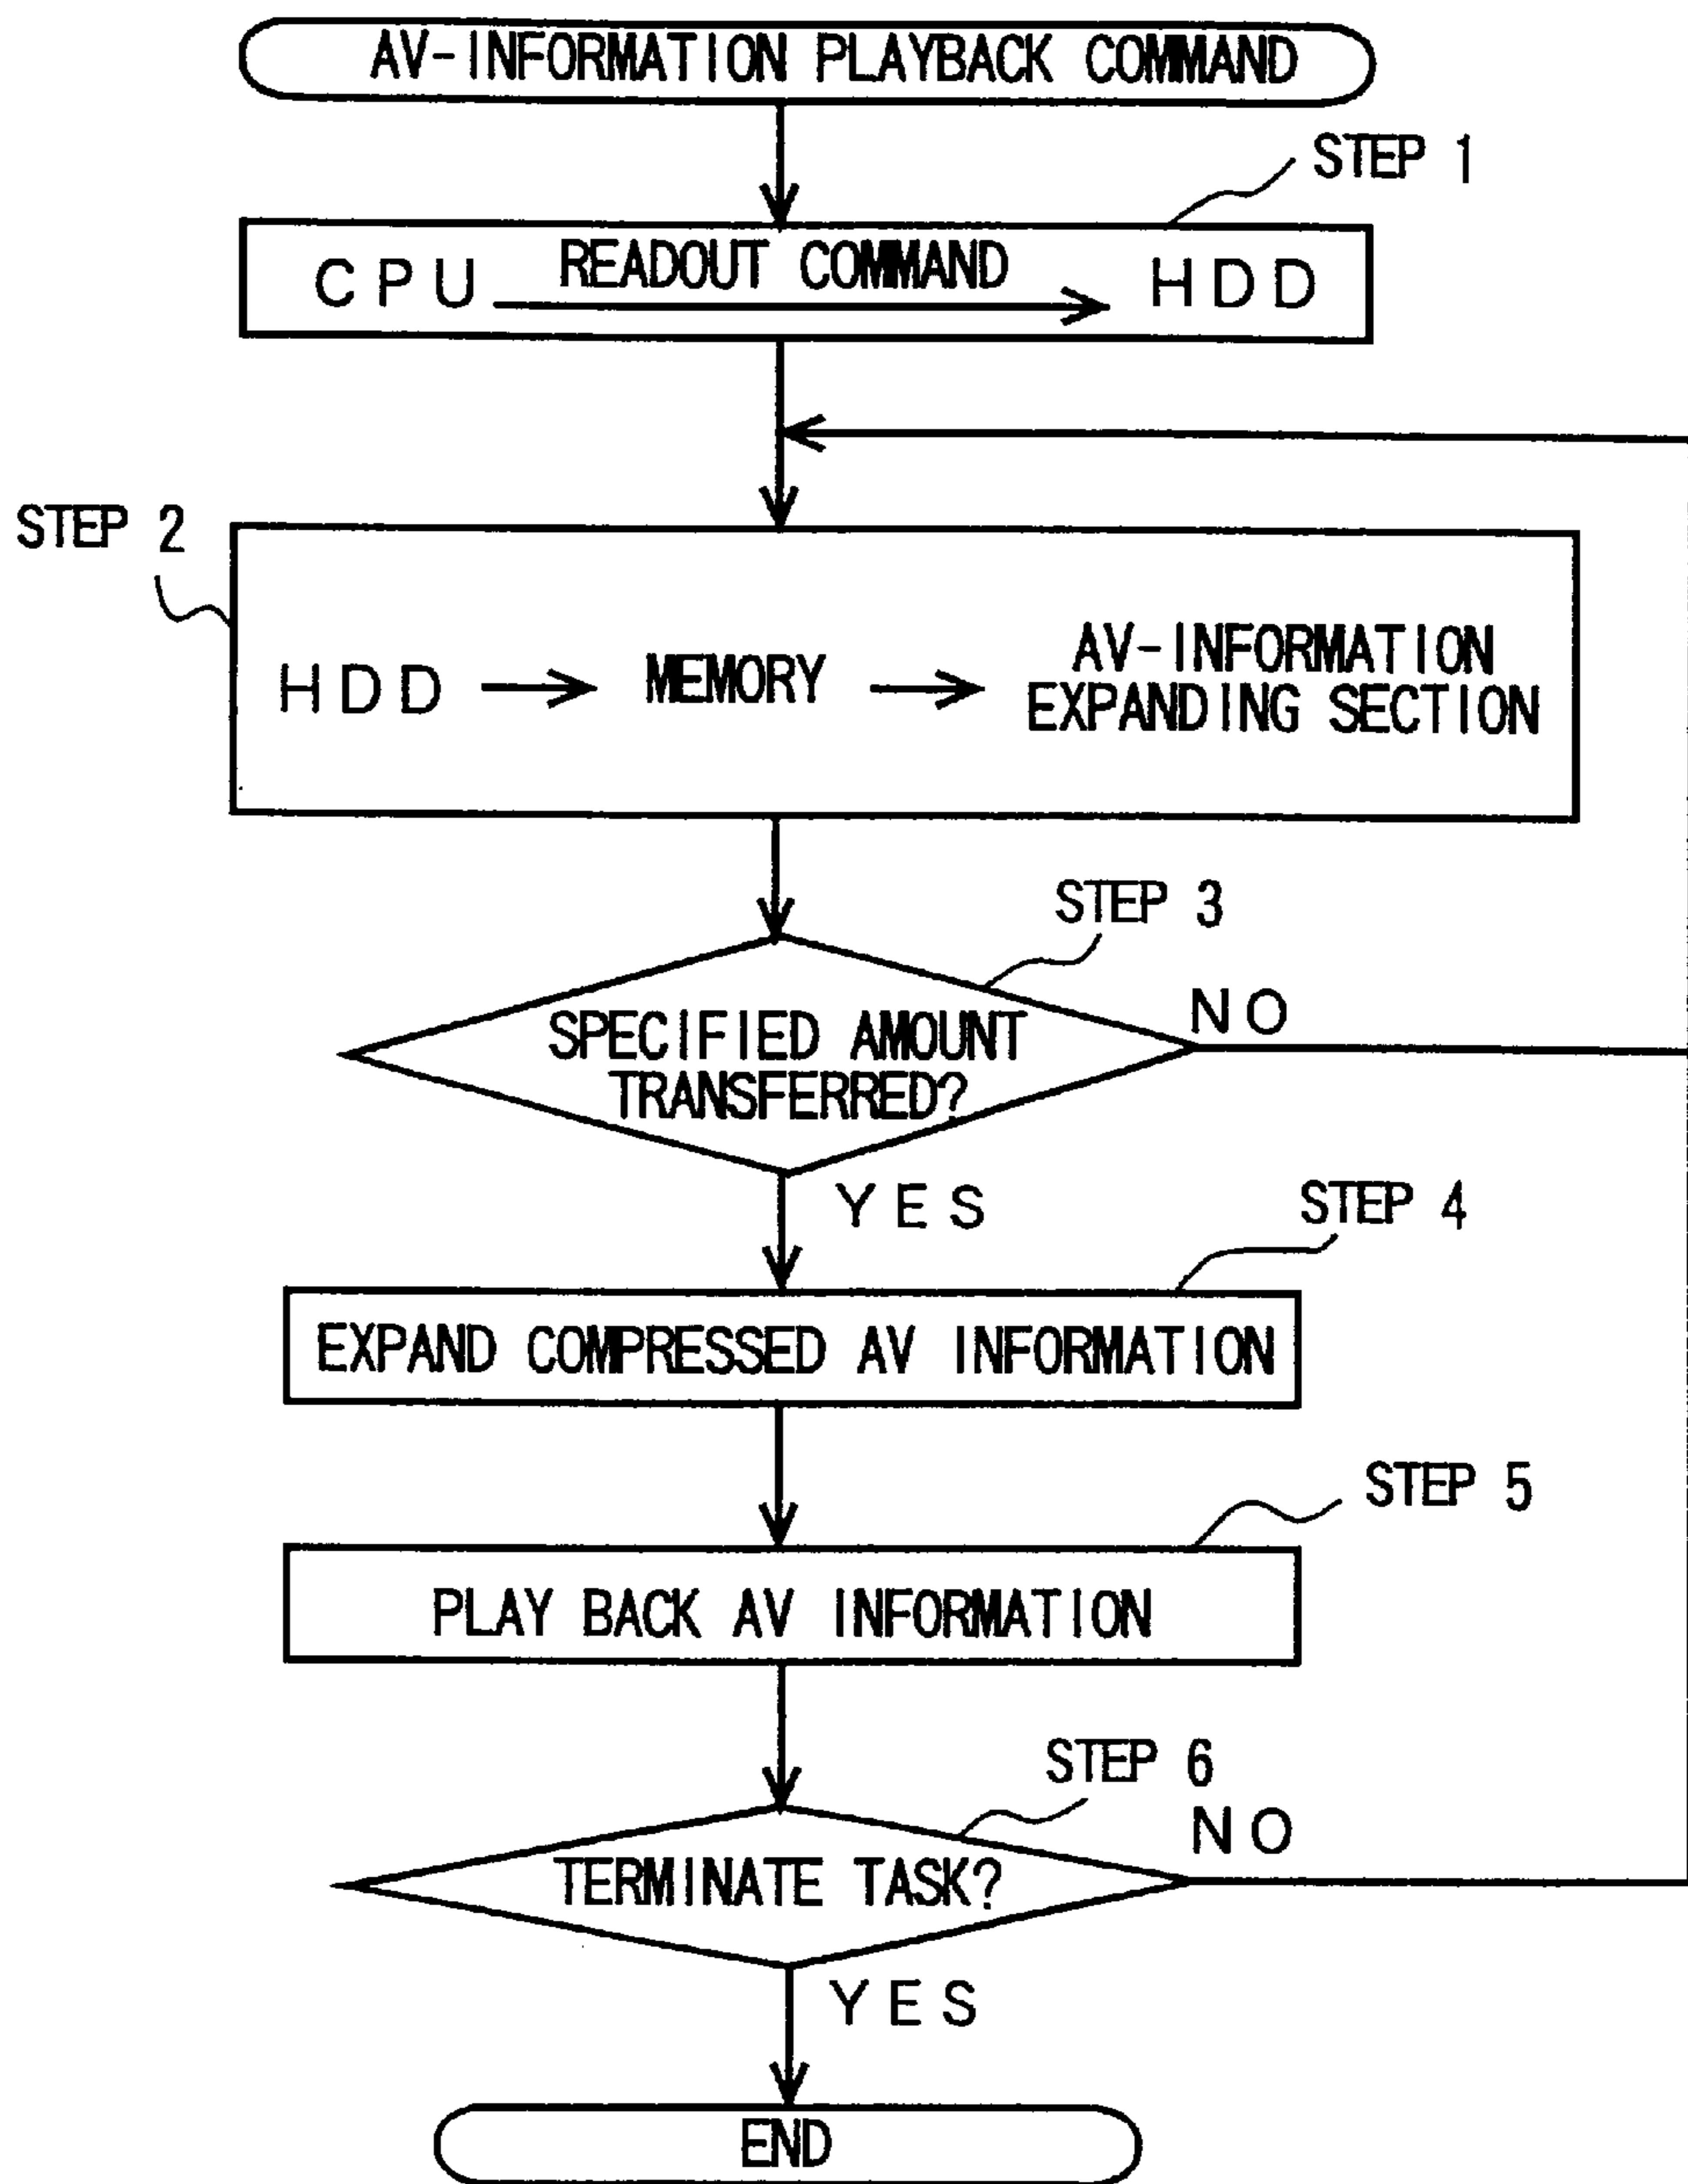 AV-INFORMATION PLAYBACK COMMAND
STEP 1
READOUT COMMAND
CPU HDD
STEP 2
HDD MEMORY AV-INFORMATION
EXPANDING SECTION
STEP 3
NO
SPECIFIED AMOUNT
TRANSFERRED?
YES
STEP 4
EXPAND COMPRESSED AV INFORMATION
STEP 5
PLAY BACK AV INFORMATION
STEP 6
NO
TERMINATE TASK?
YES
END